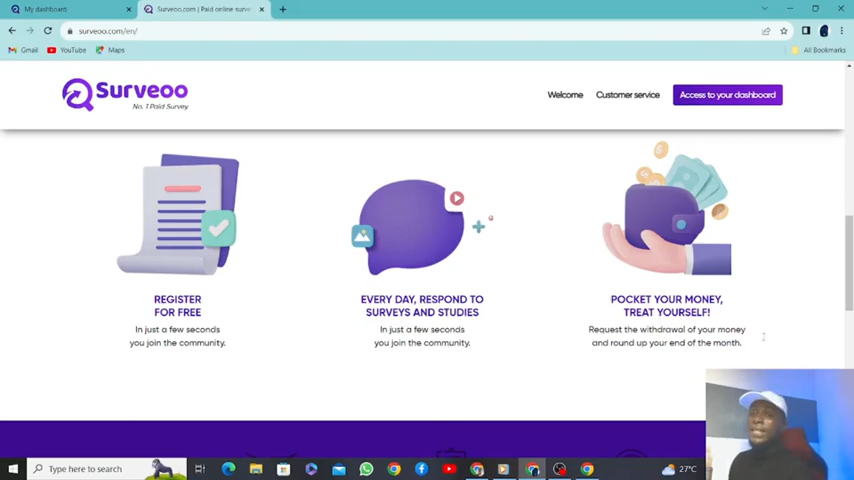 My dashboard
Surveoo.com | Paid online surve
surveoo.com/en/
Gmail
YouTube
Maps
All Bookmarks
Surveoo
No. 1 Paid Survey
Welcome
Customer service
Access to your dashboard
REGISTER
FOR FREE
In just a few seconds
you join the community.
EVERY DAY, RESPOND TO
SURVEYS AND STUDIES
In just a few seconds
you join the community.
POCKET YOUR MONEY,
TREAT YOURSELF!
Request the withdrawal of your money
and round up your end of the month.
Type here to search
27°C